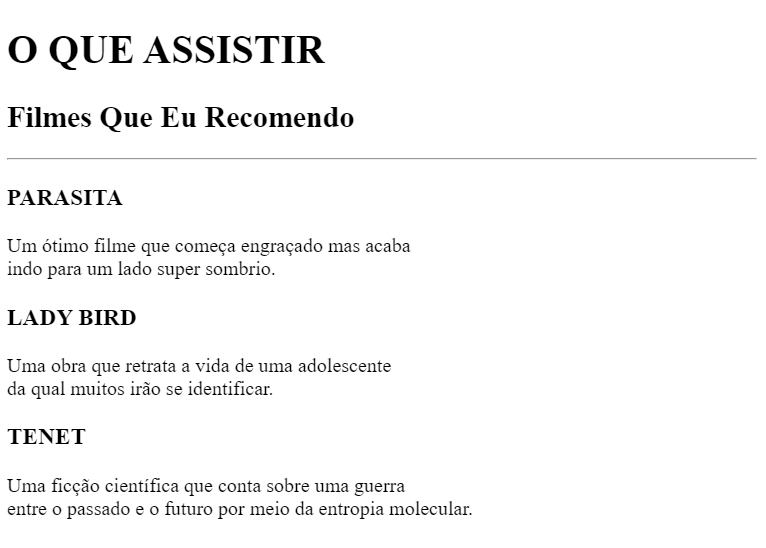 O QUE ASSISTIR
Filmes Que Eu Recomendo
PARASITA
Um ótimo filme que começa engraçado mas acaba
indo para um lado super sombrio.
LADY BIRD
Uma obra que retrata a vida de uma adolescente
da qual muitos irão se identificar.
TENET
Uma ficção científica que conta sobre uma guerra
entre o passado e o futuro por meio da entropia molecular.